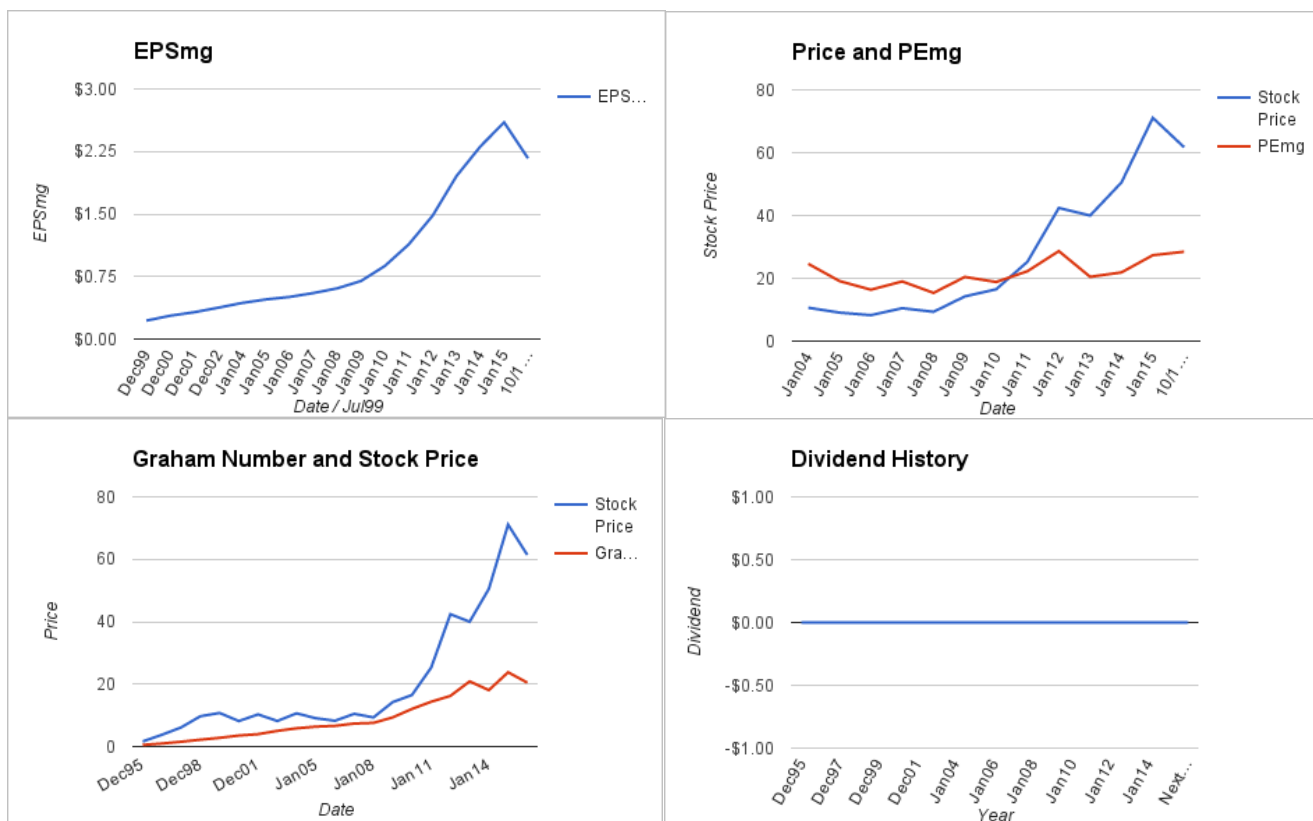 EPSmg
$3.00
$2.25
$1.50
$0.75
$0.00
EPSmg
EPS...
Dec99
Dec00
Dec01
Dec02
Jan04
Jan05
Jan06
Jan07
Jan08
Jan09
Jan10
Jan11
Jan12
Jan13
Jan14
Jan15
10/1 ...
Date / Jul99
Price and PEmg
80
60
40
20
0
Stock Price
Stock
Price
PEmg
Jan04
Jan05
Jan06
Jan07
Jan08
Jan09
Jan10
Jan11
Jan12
Jan13
Jan14
Jan15
10/1 ...
Date
Graham Number and Stock Price
80
60
40
20
0
Price
Stock
Price
Gra...
Dec95
Dec98
Dec01
Jan05
Jan08
Jan11
Jan14
Date
Dividend History
$1.00
$0.50
$0.00
-$0.50
-$1.00
Dividend
Dec95
Dec97
Dec99
Dec01
Jan04
Jan06
Jan08
Jan10
Jan12
Jan14
Next...
Year